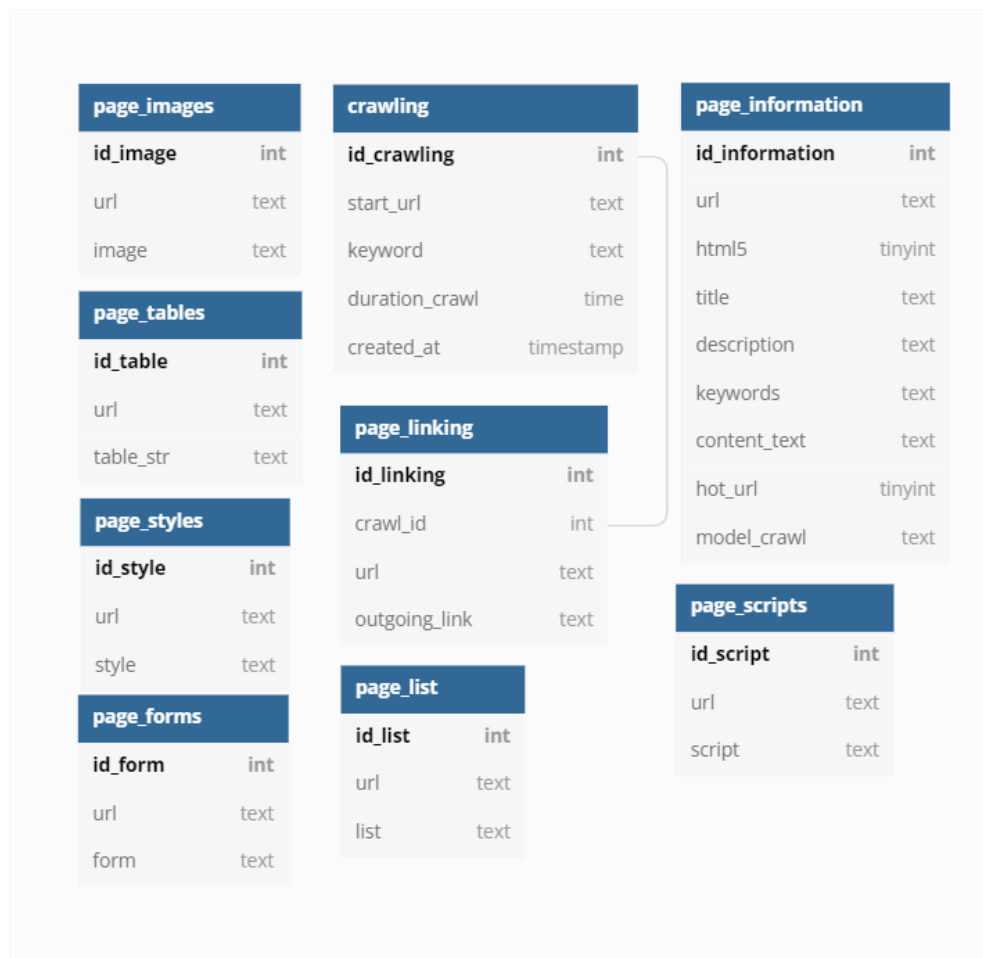 page_images
id_image int
url text
image text
page_tables
id_table int
url text
table_str text
page_styles
id_style int
url text
style text
page_forms
id_form int
url text
form text
crawling
id_crawling int
start_url text
keyword text
duration_crawl time
created_at timestamp
page_linking
id_linking int
crawl_id int
url text
outgoing_link text
page_list
id_list int
url text
list text
page_information
id_information int
url text
html5 tinyint
title text
description text
keywords text
content_text text
hot_url tinyint
model_crawl text
page_scripts
id_script int
url text
script text